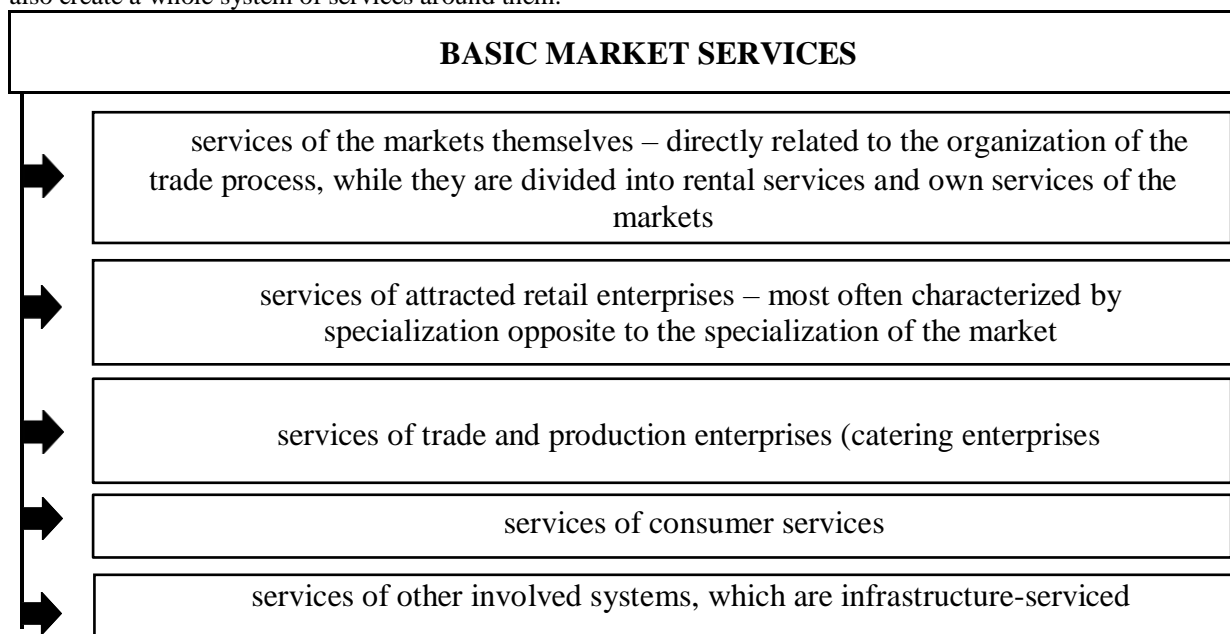 also create a whole system of services around them.
BASIC MARKET SERVICES
services of the markets themselves – directly related to the organization of the
trade process, while they are divided into rental services and own services of the
markets
services of attracted retail enterprises – most often characterized by
specialization opposite to the specialization of the market
services of trade and production enterprises (catering enterprises
services of consumer services
services of other involved systems, which are infrastructure-serviced